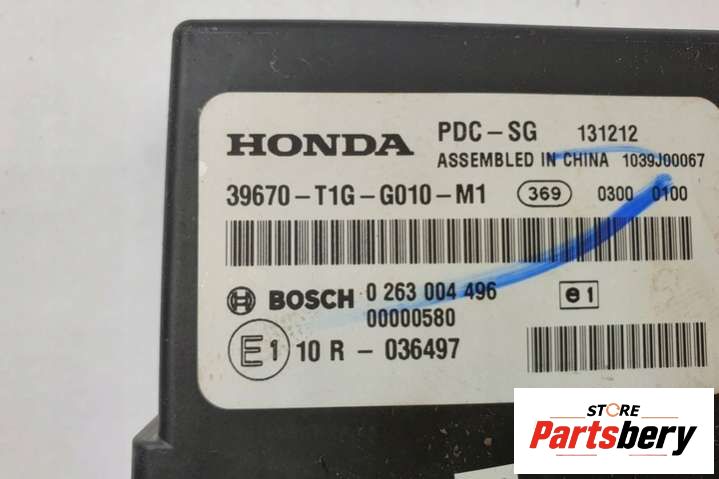 HONDA PDC-SG 131212
ASSEMBLED IN CHINA 1039J00067
39670-T1G-G010-M1 369 0300 0100
BOSCH 0 263 004 496 e1
00000580
E1 10 R - 036497
STORE
Partsbery